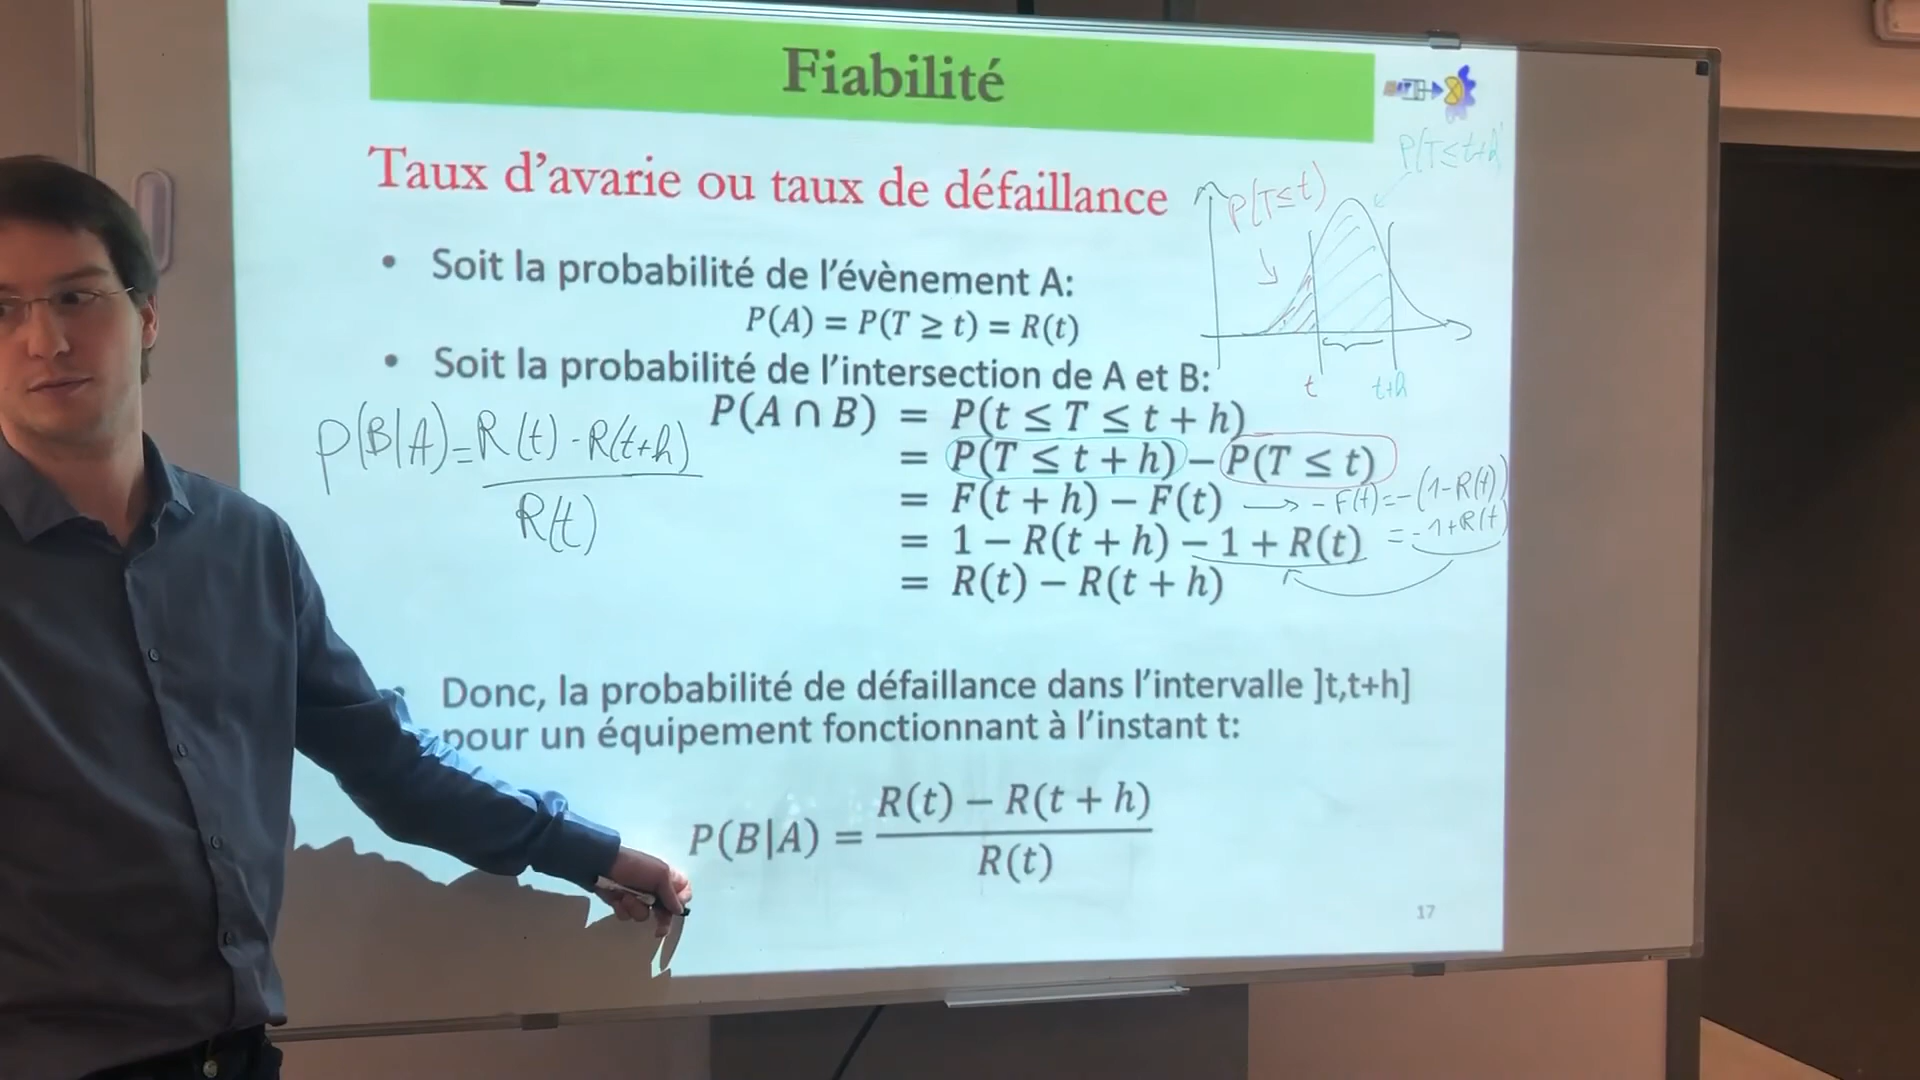 Fiabilité
Taux d'avarie ou taux de défaillance
P(T≤t)
P(T≤t+h)
• Soit la probabilité de l'évènement A:
P(A) = P(T ≥ t) = R(t)
• Soit la probabilité de l'intersection de A et B:
t
t+h
P(A ∩ B) = P(t ≤ T ≤ t + h)
= P(T ≤ t + h) − P(T ≤ t)
= F(t + h) − F(t) → -F(t)=-(1-R(t))
= 1 − R(t + h) − 1 + R(t) = -1+R(t)
= R(t) − R(t + h)
P(B|A)=R(t)-R(t+h)
R(t)
Donc, la probabilité de défaillance dans l'intervalle ]t,t+h]
pour un équipement fonctionnant à l'instant t:
P(B|A) = R(t) − R(t + h)
R(t)
17